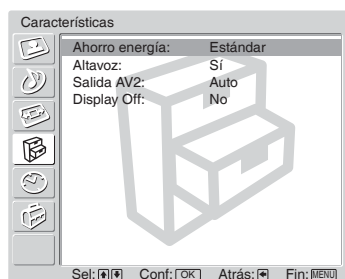 Características
Ahorro energía: Estándar
Altavoz: Sí
Salida AV2: Auto
Display Off: No
Sel: Conf: OK Atrás: Fin: MENU